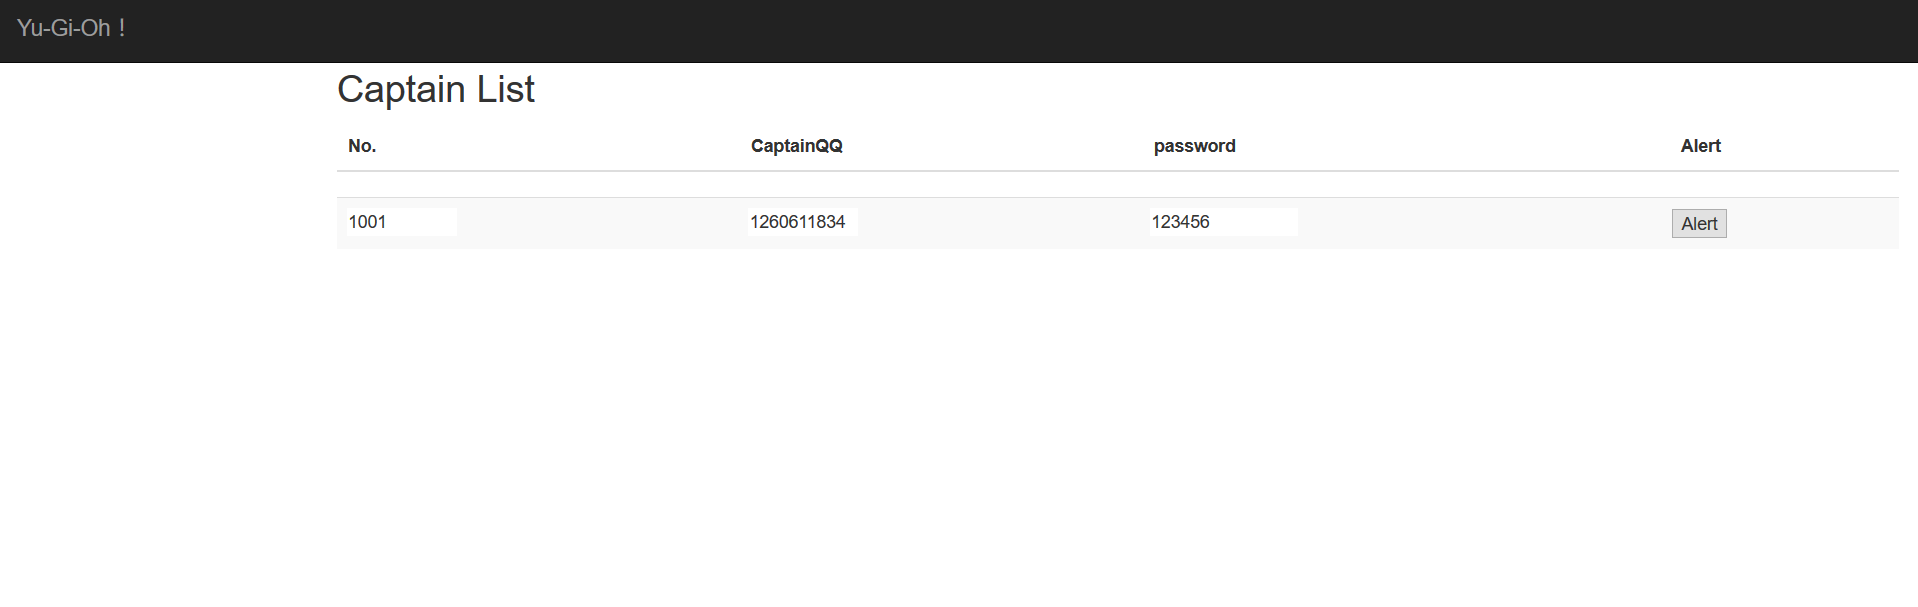 Yu-Gi-Oh！
Captain List
No. CaptainQQ password Alert
1001 1260611834 123456 Alert